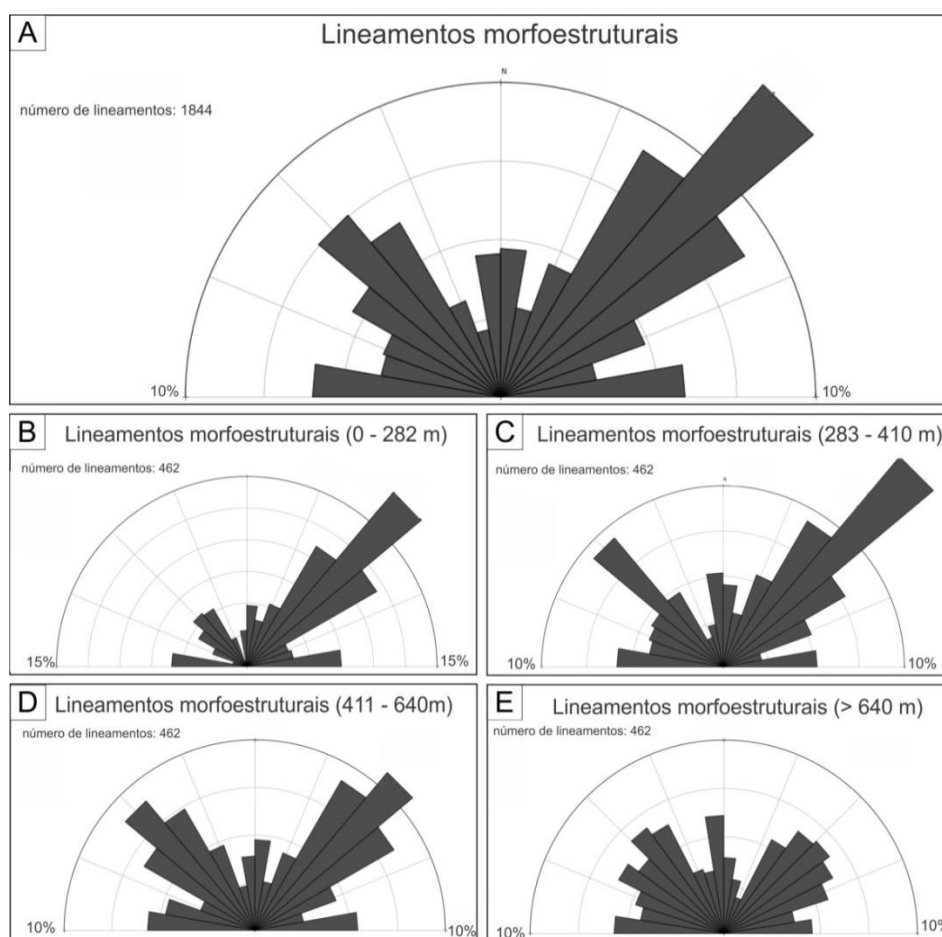 A
Lineamentos morfoestruturais
N
número de lineamentos: 1844
10%
10%
B
Lineamentos morfoestruturais (0 - 282 m)
número de lineamentos: 462
15%
15%
C
Lineamentos morfoestruturais (283 - 410 m)
número de lineamentos: 462
N
10%
10%
D
Lineamentos morfoestruturais (411 - 640m)
número de lineamentos: 462
10%
10%
E
Lineamentos morfoestruturais (> 640 m)
número de lineamentos: 462
10%
10%